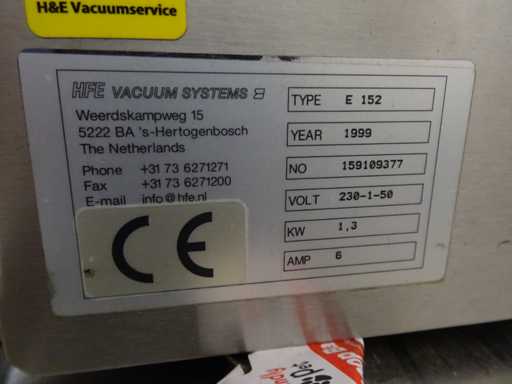 H&E Vacuumservice
HFE VACUUM SYSTEMS
Weerdskampweg 15
5222 BA 's-Hertogenbosch
The Netherlands
Phone +31 73 6271271
Fax +31 73 6271200
E-mail info@hfe.nl
CE
TYPE E 152
YEAR 1999
NO 159109377
VOLT 230-1-50
KW 1,3
AMP 6